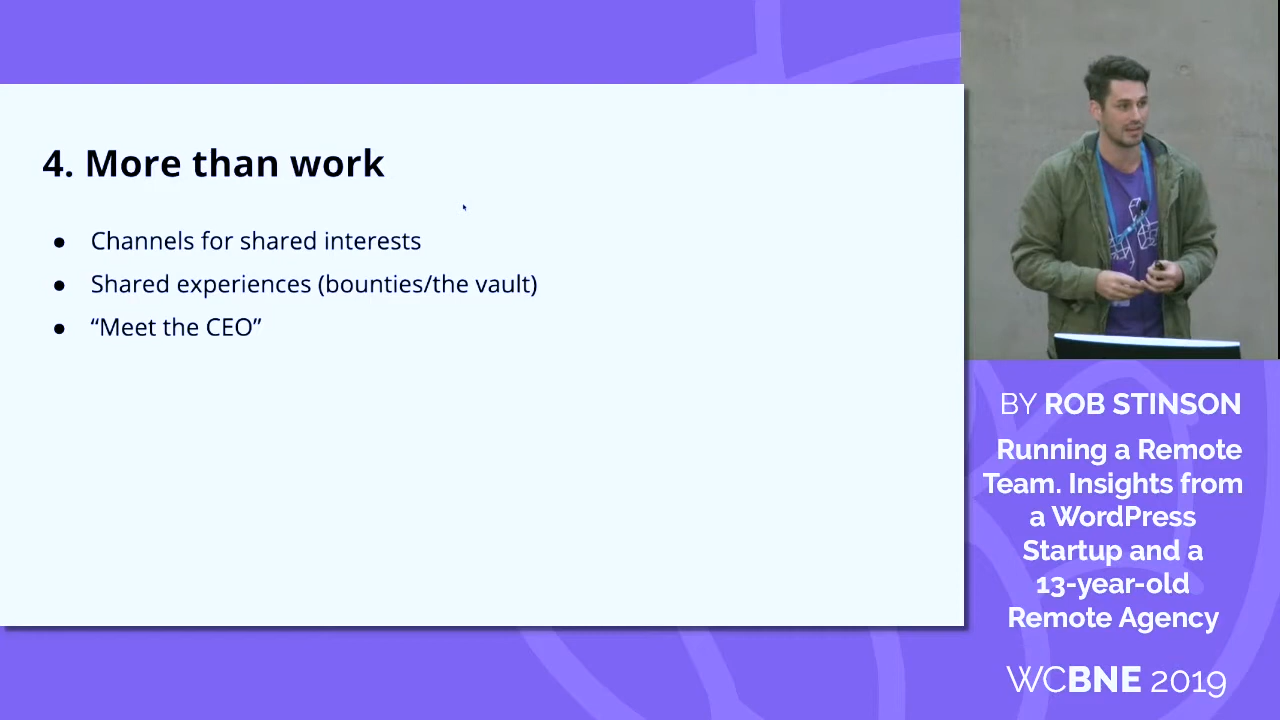 4. More than work
● Channels for shared interests
● Shared experiences (bounties/the vault)
● “Meet the CEO”
BY ROB STINSON
Running a Remote
Team. Insights from
a WordPress
Startup and a
13-year-old
Remote Agency
WCBNE 2019